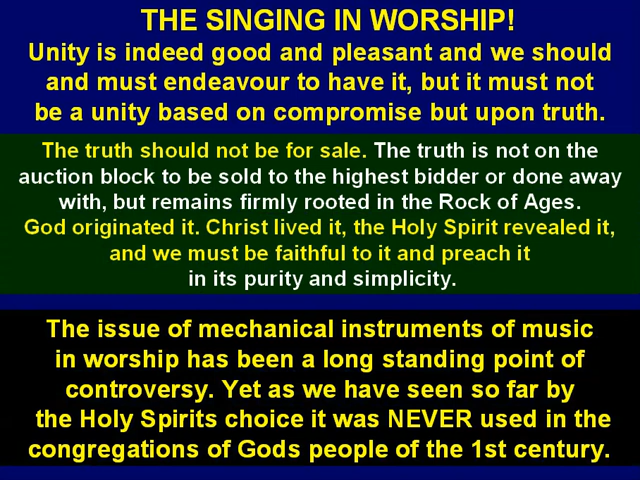 THE SINGING IN WORSHIP!
Unity is indeed good and pleasant and we should
and must endeavour to have it, but it must not
be a unity based on compromise but upon truth.
The truth should not be for sale. The truth is not on the
auction block to be sold to the highest bidder or done away
with, but remains firmly rooted in the Rock of Ages.
God originated it. Christ lived it, the Holy Spirit revealed it,
and we must be faithful to it and preach it
in its purity and simplicity.
The issue of mechanical instruments of music
in worship has been a long standing point of
controversy. Yet as we have seen so far by
the Holy Spirits choice it was NEVER used in the
congregations of Gods people of the 1st century.